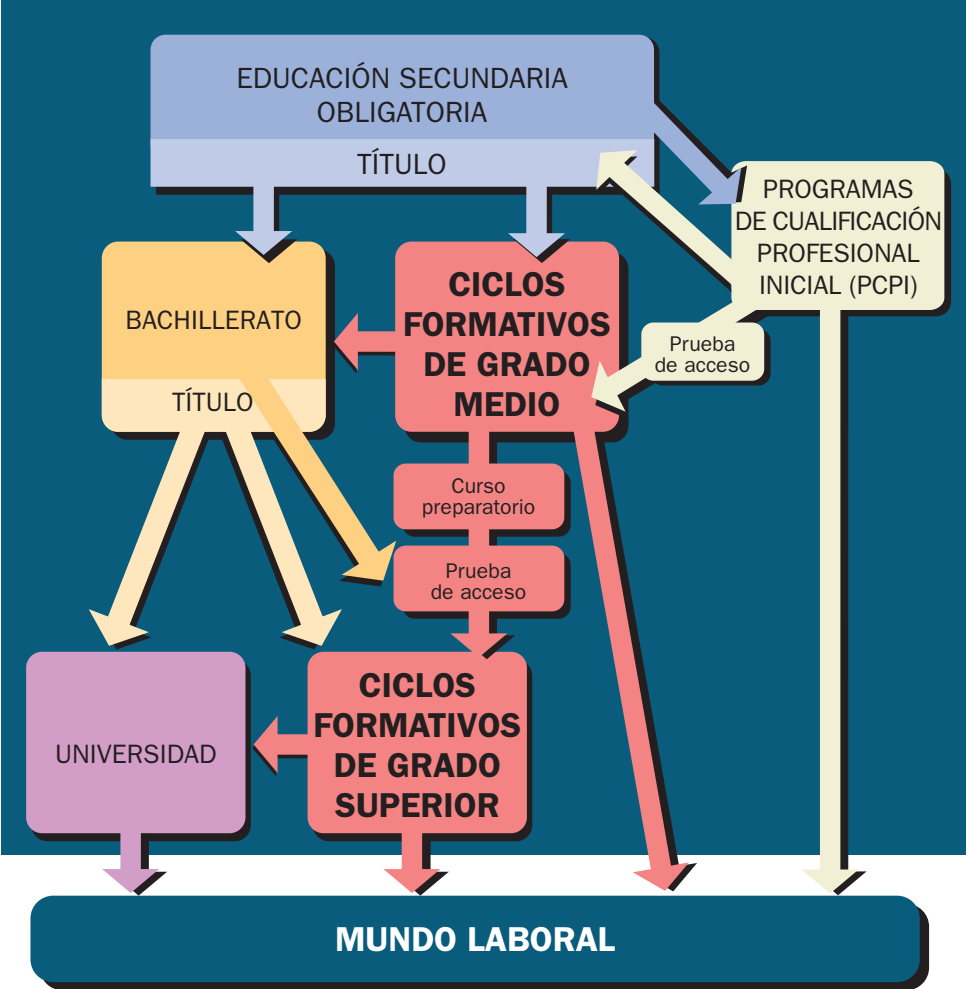 EDUCACIÓN SECUNDARIA
OBLIGATORIA
TÍTULO
PROGRAMAS
DE CUALIFICACIÓN
PROFESIONAL
INICIAL (PCPI)
BACHILLERATO
TÍTULO
CICLOS
FORMATIVOS
DE GRADO
MEDIO
Prueba
de acceso
Curso
preparatorio
Prueba
de acceso
UNIVERSIDAD
CICLOS
FORMATIVOS
DE GRADO
SUPERIOR
MUNDO LABORAL